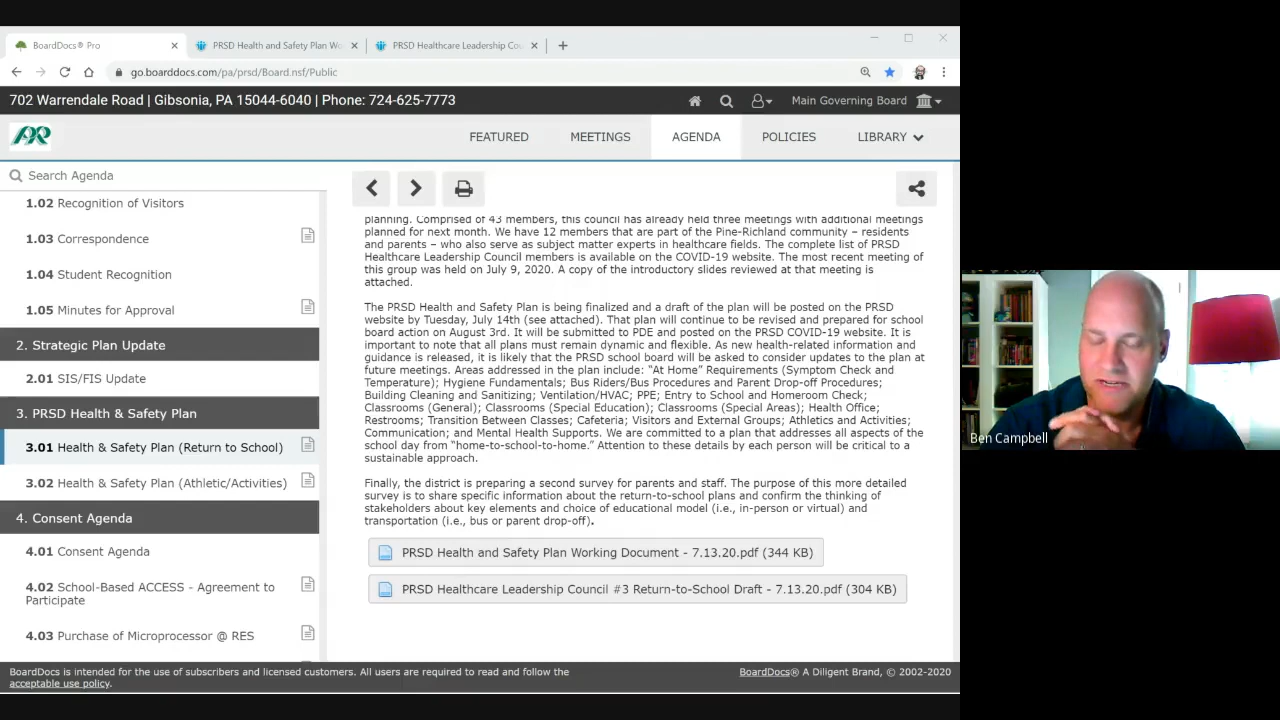 BoardDocs® Pro
PRSD Health and Safety Plan Wo
PRSD Healthcare Leadership Cou
go.boarddocs.com/pa/prsd/Board.nsf/Public
702 Warrendale Road | Gibsonia, PA 15044-6040 | Phone: 724-625-7773
Main Governing Board
PR
FEATURED
MEETINGS
AGENDA
POLICIES
LIBRARY
Search Agenda
1.02 Recognition of Visitors
1.03 Correspondence
1.04 Student Recognition
1.05 Minutes for Approval
2. Strategic Plan Update
2.01 SIS/FIS Update
3. PRSD Health & Safety Plan
3.01 Health & Safety Plan (Return to School)
3.02 Health & Safety Plan (Athletic/Activities)
4. Consent Agenda
4.01 Consent Agenda
4.02 School-Based ACCESS - Agreement to
Participate
4.03 Purchase of Microprocessor @ RES
planning. Comprised of 43 members, this council has already held three meetings with additional meetings
planned for next month. We have 12 members that are part of the Pine-Richland community – residents
and parents – who also serve as subject matter experts in healthcare fields. The complete list of PRSD
Healthcare Leadership Council members is available on the COVID-19 website. The most recent meeting of
this group was held on July 9, 2020. A copy of the introductory slides reviewed at that meeting is
attached.
The PRSD Health and Safety Plan is being finalized and a draft of the plan will be posted on the PRSD
website by Tuesday, July 14th (see attached). That plan will continue to be revised and prepared for school
board action on August 3rd. It will be submitted to PDE and posted on the PRSD COVID-19 website. It is
important to note that all plans must remain dynamic and flexible. As new health-related information and
guidance is released, it is likely that the PRSD school board will be asked to consider updates to the plan at
future meetings. Areas addressed in the plan include: “At Home” Requirements (Symptom Check and
Temperature); Hygiene Fundamentals; Bus Riders/Bus Procedures and Parent Drop-off Procedures;
Building Cleaning and Sanitizing; Ventilation/HVAC; PPE; Entry to School and Homeroom Check;
Classrooms (General); Classrooms (Special Education); Classrooms (Special Areas); Health Office;
Restrooms; Transition Between Classes; Cafeteria; Visitors and External Groups; Athletics and Activities;
Communication; and Mental Health Supports. We are committed to a plan that addresses all aspects of the
school day from “home-to-school-to-home.” Attention to these details by each person will be critical to a
sustainable approach.
Finally, the district is preparing a second survey for parents and staff. The purpose of this more detailed
survey is to share specific information about the return-to-school plans and confirm the thinking of
stakeholders about key elements and choice of educational model (i.e., in-person or virtual) and
transportation (i.e., bus or parent drop-off).
PRSD Health and Safety Plan Working Document - 7.13.20.pdf (344 KB)
PRSD Healthcare Leadership Council #3 Return-to-School Draft - 7.13.20.pdf (304 KB)
BoardDocs is intended for the use of subscribers and licensed customers. All users are required to read and follow the
acceptable use policy.
BoardDocs® A Diligent Brand, © 2002-2020
Ben Campbell